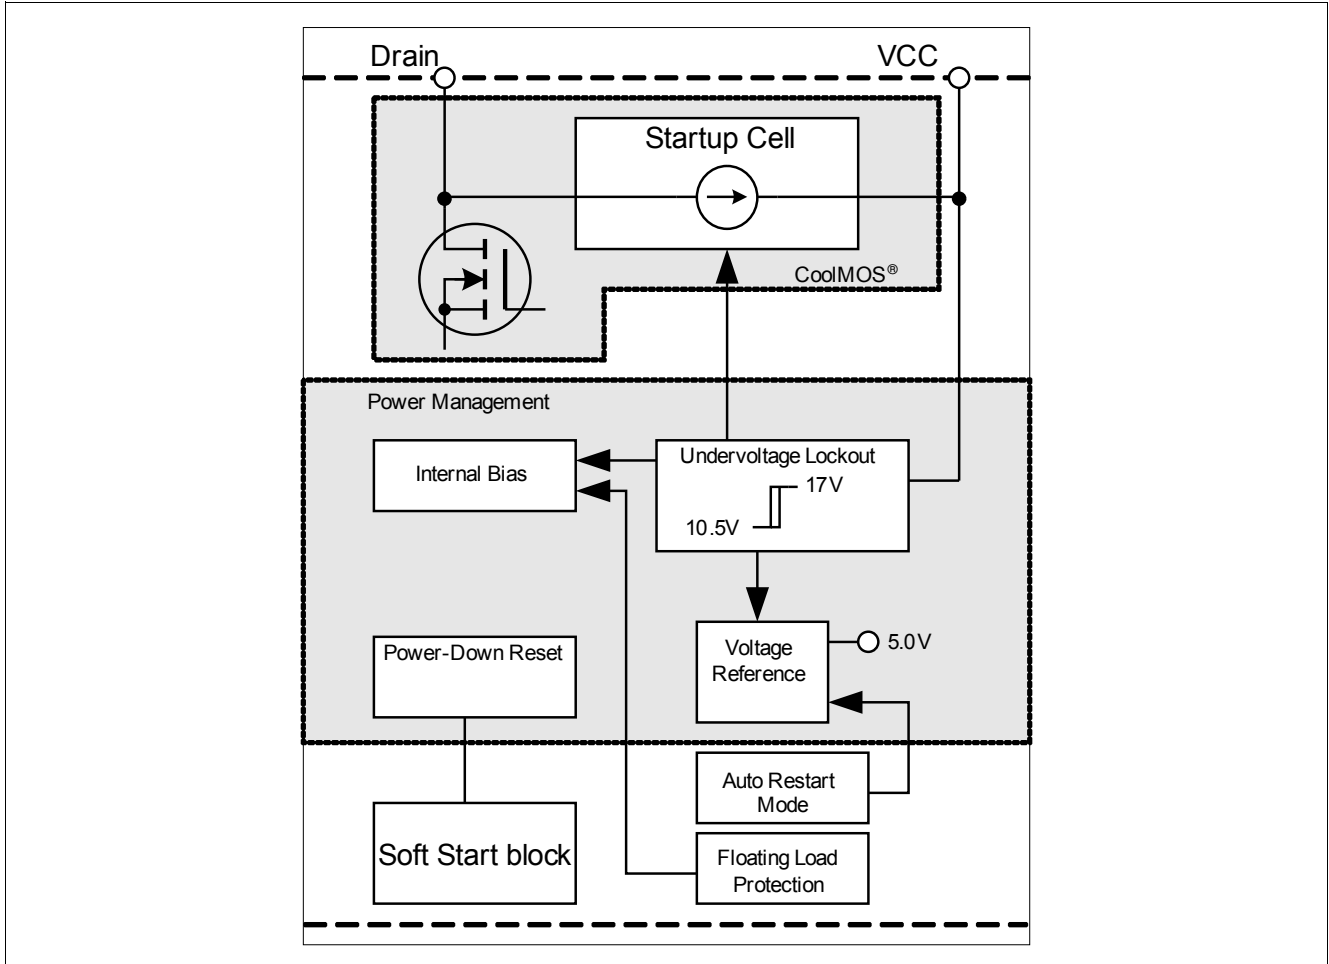 Drain
VCC
Startup Cell
CoolMOS®
Power Management
Internal Bias
Undervoltage Lockout
17V
10.5V
Power-Down Reset
Voltage
Reference
5.0V
Auto Restart
Mode
Soft Start block
Floating Load
Protection